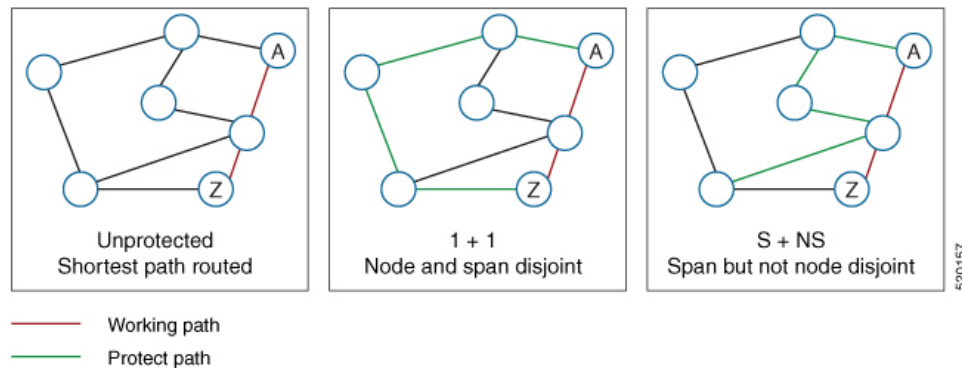 A
Z
Unprotected
Shortest path routed
A
Z
1 + 1
Node and span disjoint
A
Z
S + NS
Span but not node disjoint
520157
Working path
Protect path